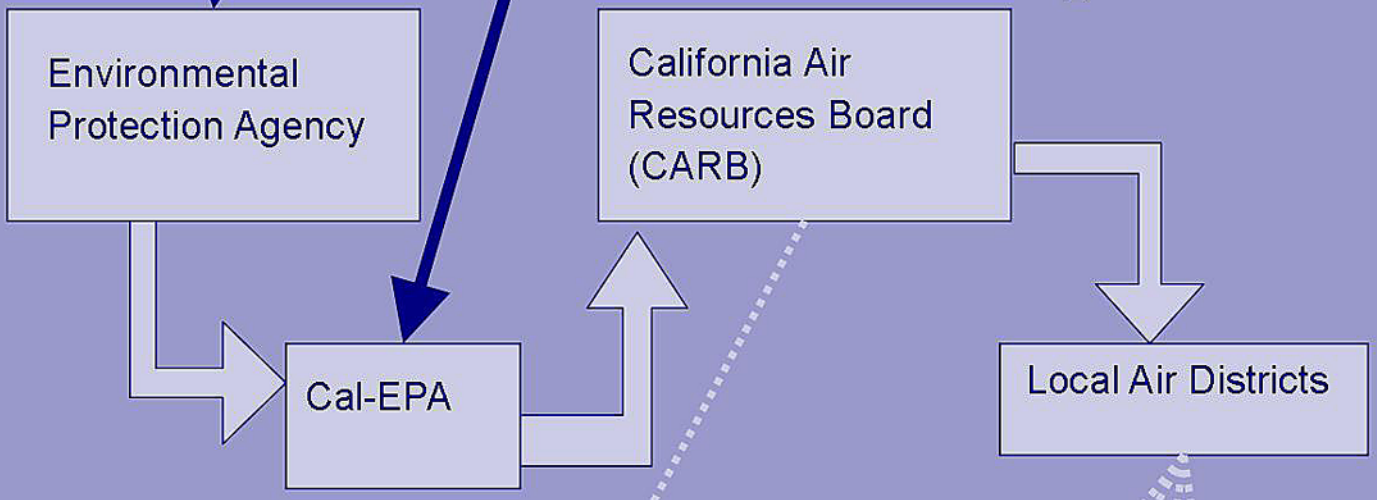 Environmental
Protection Agency
California Air
Resources Board
(CARB)
Cal-EPA
Local Air Districts